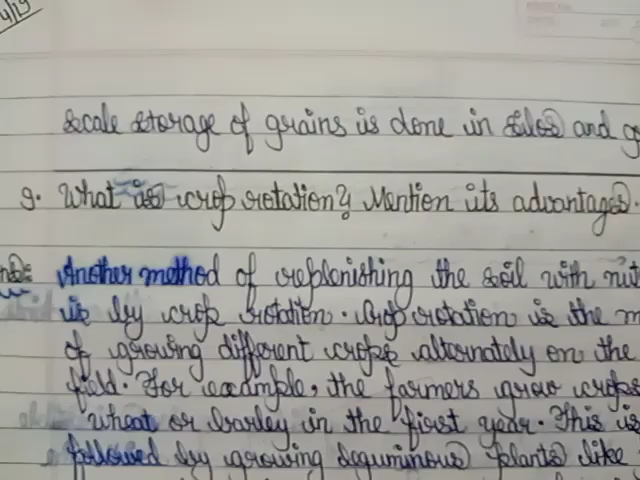 scale storage of grains is done in silos and
9. What is crop rotation? Mention its advantages.
Another method of replenishing the soil with
is by crop rotation. Crop rotation is the
of growing different crops alternately on the
field. For example, the farmers grow crops
wheat or barley in the first year. This is
followed by growing leguminous plants like